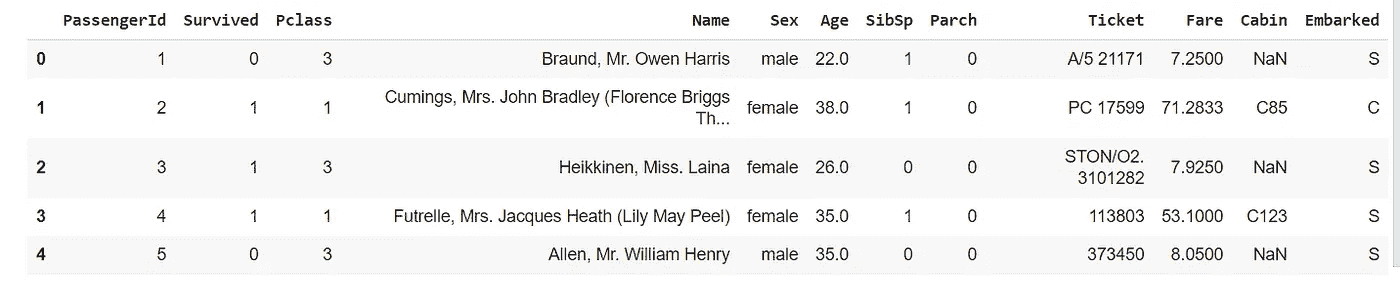 PassengerId Survived Pclass Name Sex Age SibSp Parch Ticket Fare Cabin Embarked
0 1 0 3 Braund, Mr. Owen Harris male 22.0 1 0 A/5 21171 7.2500 NaN S
1 2 1 1 Cumings, Mrs. John Bradley (Florence Briggs Th... female 38.0 1 0 PC 17599 71.2833 C85 C
2 3 1 3 Heikkinen, Miss. Laina female 26.0 0 0 STON/O2. 3101282 7.9250 NaN S
3 4 1 1 Futrelle, Mrs. Jacques Heath (Lily May Peel) female 35.0 1 0 113803 53.1000 C123 S
4 5 0 3 Allen, Mr. William Henry male 35.0 0 0 373450 8.0500 NaN S